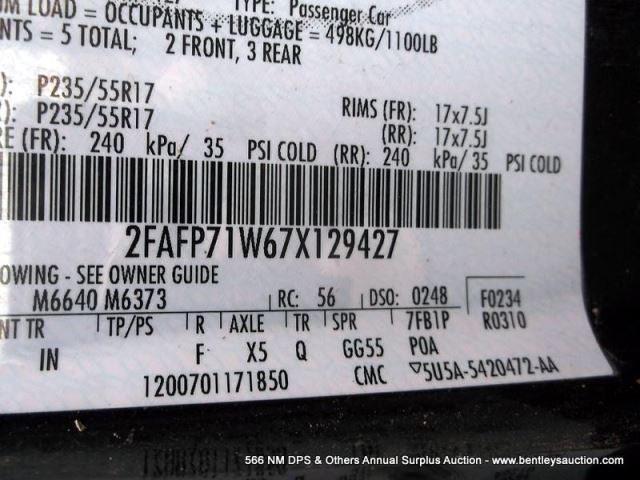 TYPE: Passenger Car
LOAD = OCCUPANTS + LUGGAGE = 498KG/1100LB
= 5 TOTAL; 2 FRONT, 3 REAR
P235/55R17
P235/55R17
RIMS (FR): 17x7.5J
(RR): 17x7.5J
(FR): 240 kPa/ 35 PSI COLD (RR): 240 kPa/ 35 PSI COLD
2FAFP71W67X129427
OWING - SEE OWNER GUIDE
M6640 M6373 RC: 56 DSO: 0248 F0234
NT TR TP/PS R AXLE TR SPR 7FB1P R0310
IN F X5 Q GG55 POA
1200701171850 CMC ▽5U5A-5420472-AA
566 NM DPS & Others Annual Surplus Auction - www.bentleysauction.com